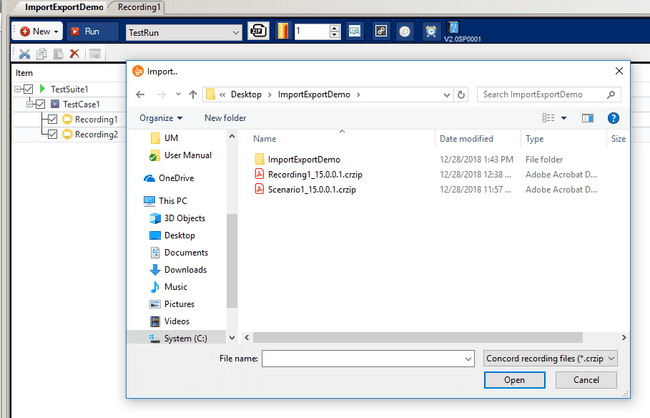 ImportExportDemo Recording1
New Run TestRun ZIP 1 V2.0SP0001
Item
TestSuite1
TestCase1
Recording1
Recording2
Import..
« Desktop › ImportExportDemo › Search ImportExportDemo
Organize New folder
Name Date modified Type Size
UM
User Manual
OneDrive
This PC
3D Objects
Desktop
Documents
Downloads
Music
Pictures
Videos
System (C:)
ImportExportDemo 12/28/2018 1:43 PM File folder
Recording1_15.0.0.1.crzip 12/28/2018 12:38 ... Adobe Acrobat D...
Scenario1_15.0.0.1.crzip 12/28/2018 11:57 ... Adobe Acrobat D...
File name: Concord recording files (*.crzip
Open Cancel